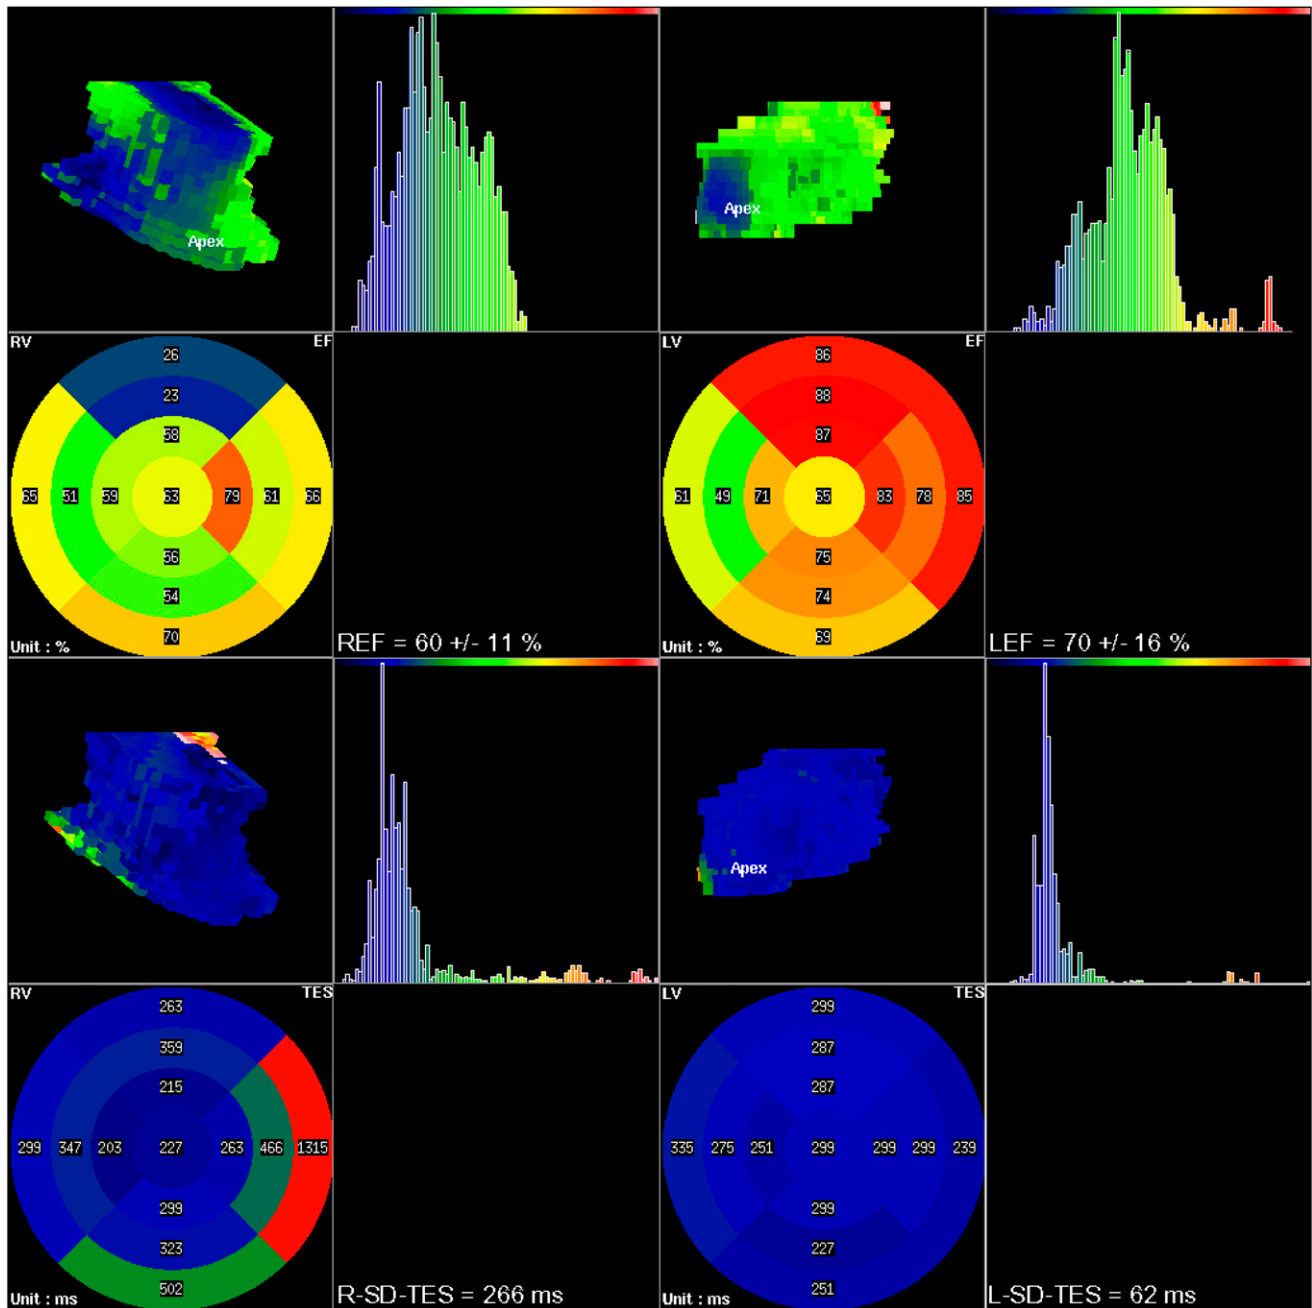 Apex
Apex
RV EF
26
23
58
65 51 59 63 79 61 66
56
54
70
Unit : %
REF = 60 +/- 11 %
LV EF
86
88
87
61 49 71 65 83 78 85
75
74
69
Unit : %
LEF = 70 +/- 16 %
Apex
RV TES
263
359
215
299 347 203 227 263 466 1315
299
323
502
Unit : ms
R-SD-TES = 266 ms
LV TES
299
287
287
335 275 251 299 299 299 239
299
227
251
Unit : ms
L-SD-TES = 62 ms